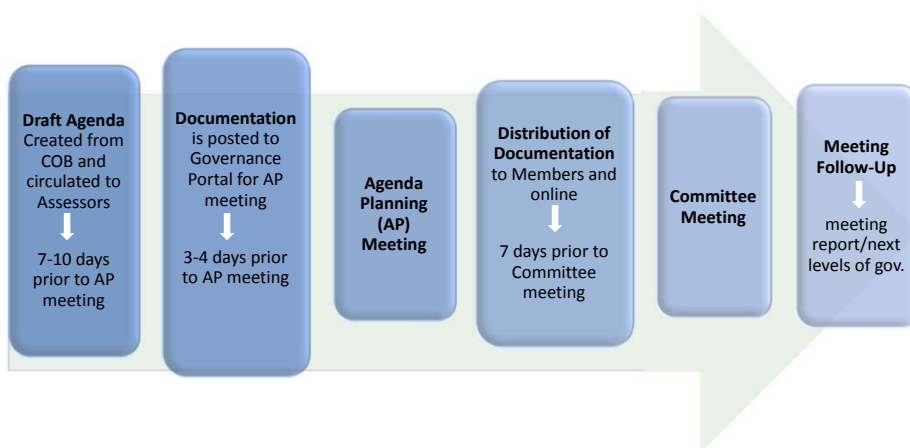 Draft Agenda
Created from
COB and
circulated to
Assessors
7-10 days
prior to AP
meeting
Documentation
is posted to
Governance
Portal for AP
meeting
3-4 days prior
to AP meeting
Agenda
Planning
(AP)
Meeting
Distribution of
Documentation
to Members and
online
7 days prior to
Committee
meeting
Committee
Meeting
Meeting
Follow-Up
meeting
report/next
levels of gov.